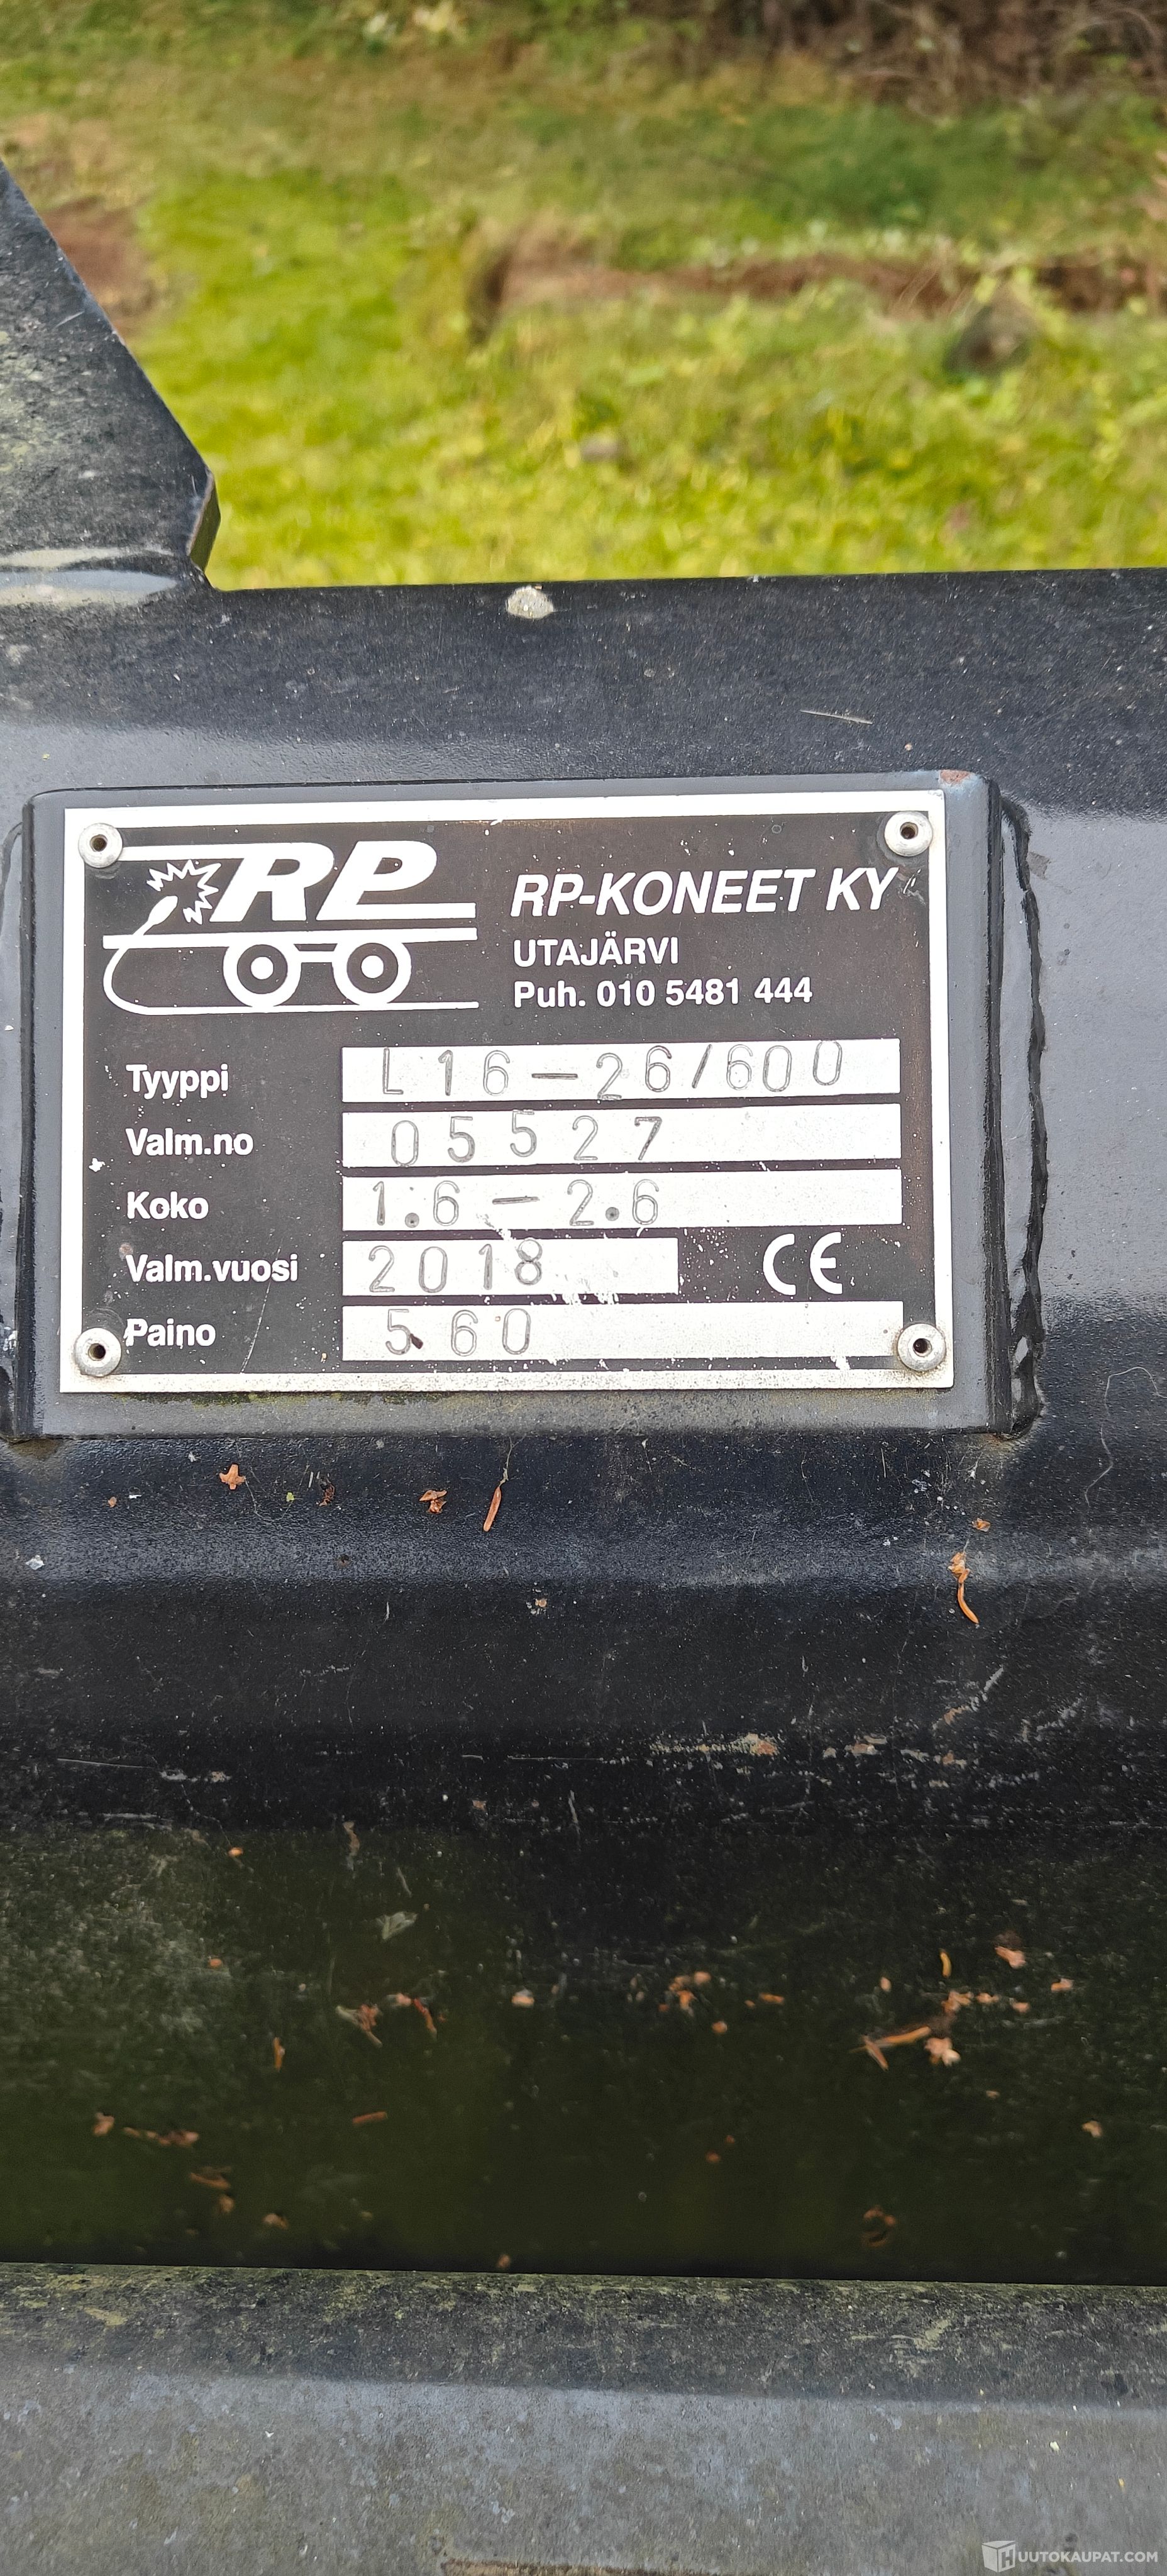 RP
RP-KONEET KY
UTAJÄRVI
Puh. 010 5481 444
Tyyppi L16-26/600
Valm.no 05527
Koko 1.6-2.6
Valm.vuosi 2018 CE
Paino 560
HUUTOKAUPAT.COM